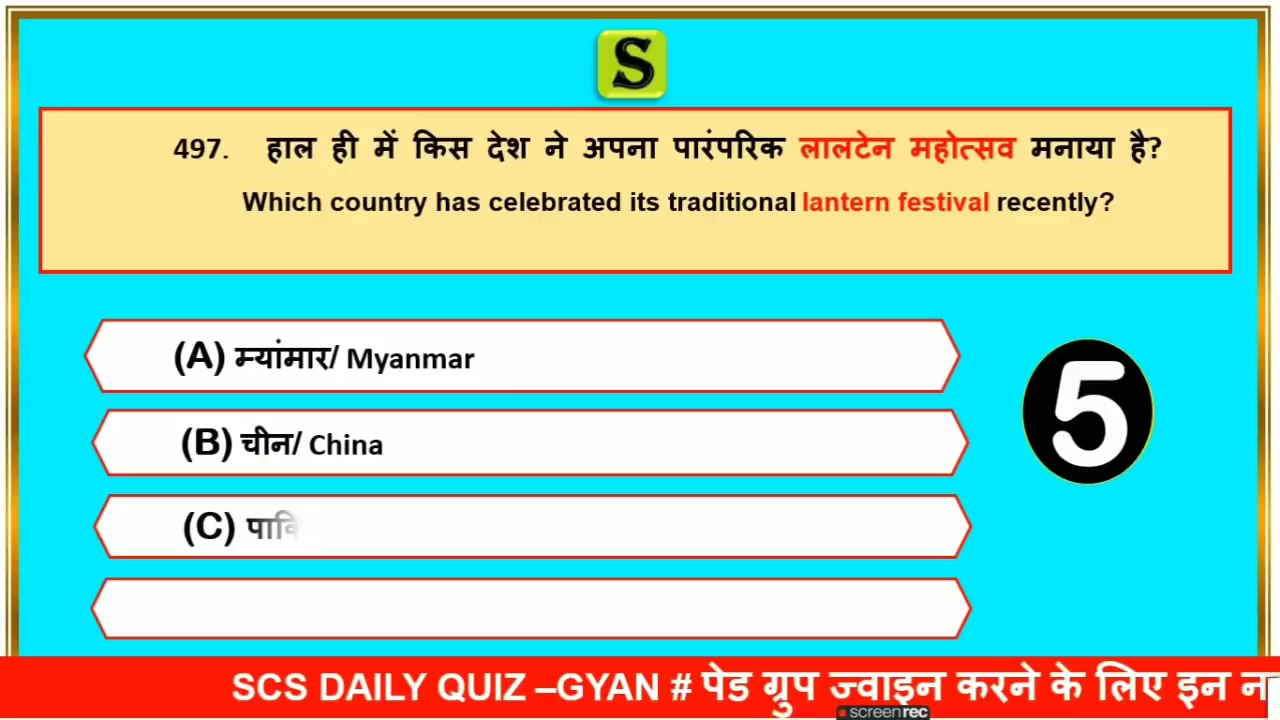 S
497. हाल ही में किस देश ने अपना पारंपरिक लालटेन महोत्सव मनाया है?
Which country has celebrated its traditional lantern festival recently?
(A) म्यांमार/ Myanmar
(B) चीन/ China
5
(C)
SCS DAILY QUIZ –GYAN # पेड ग्रुप ज्वाइन करने के लिए इन
screenrec